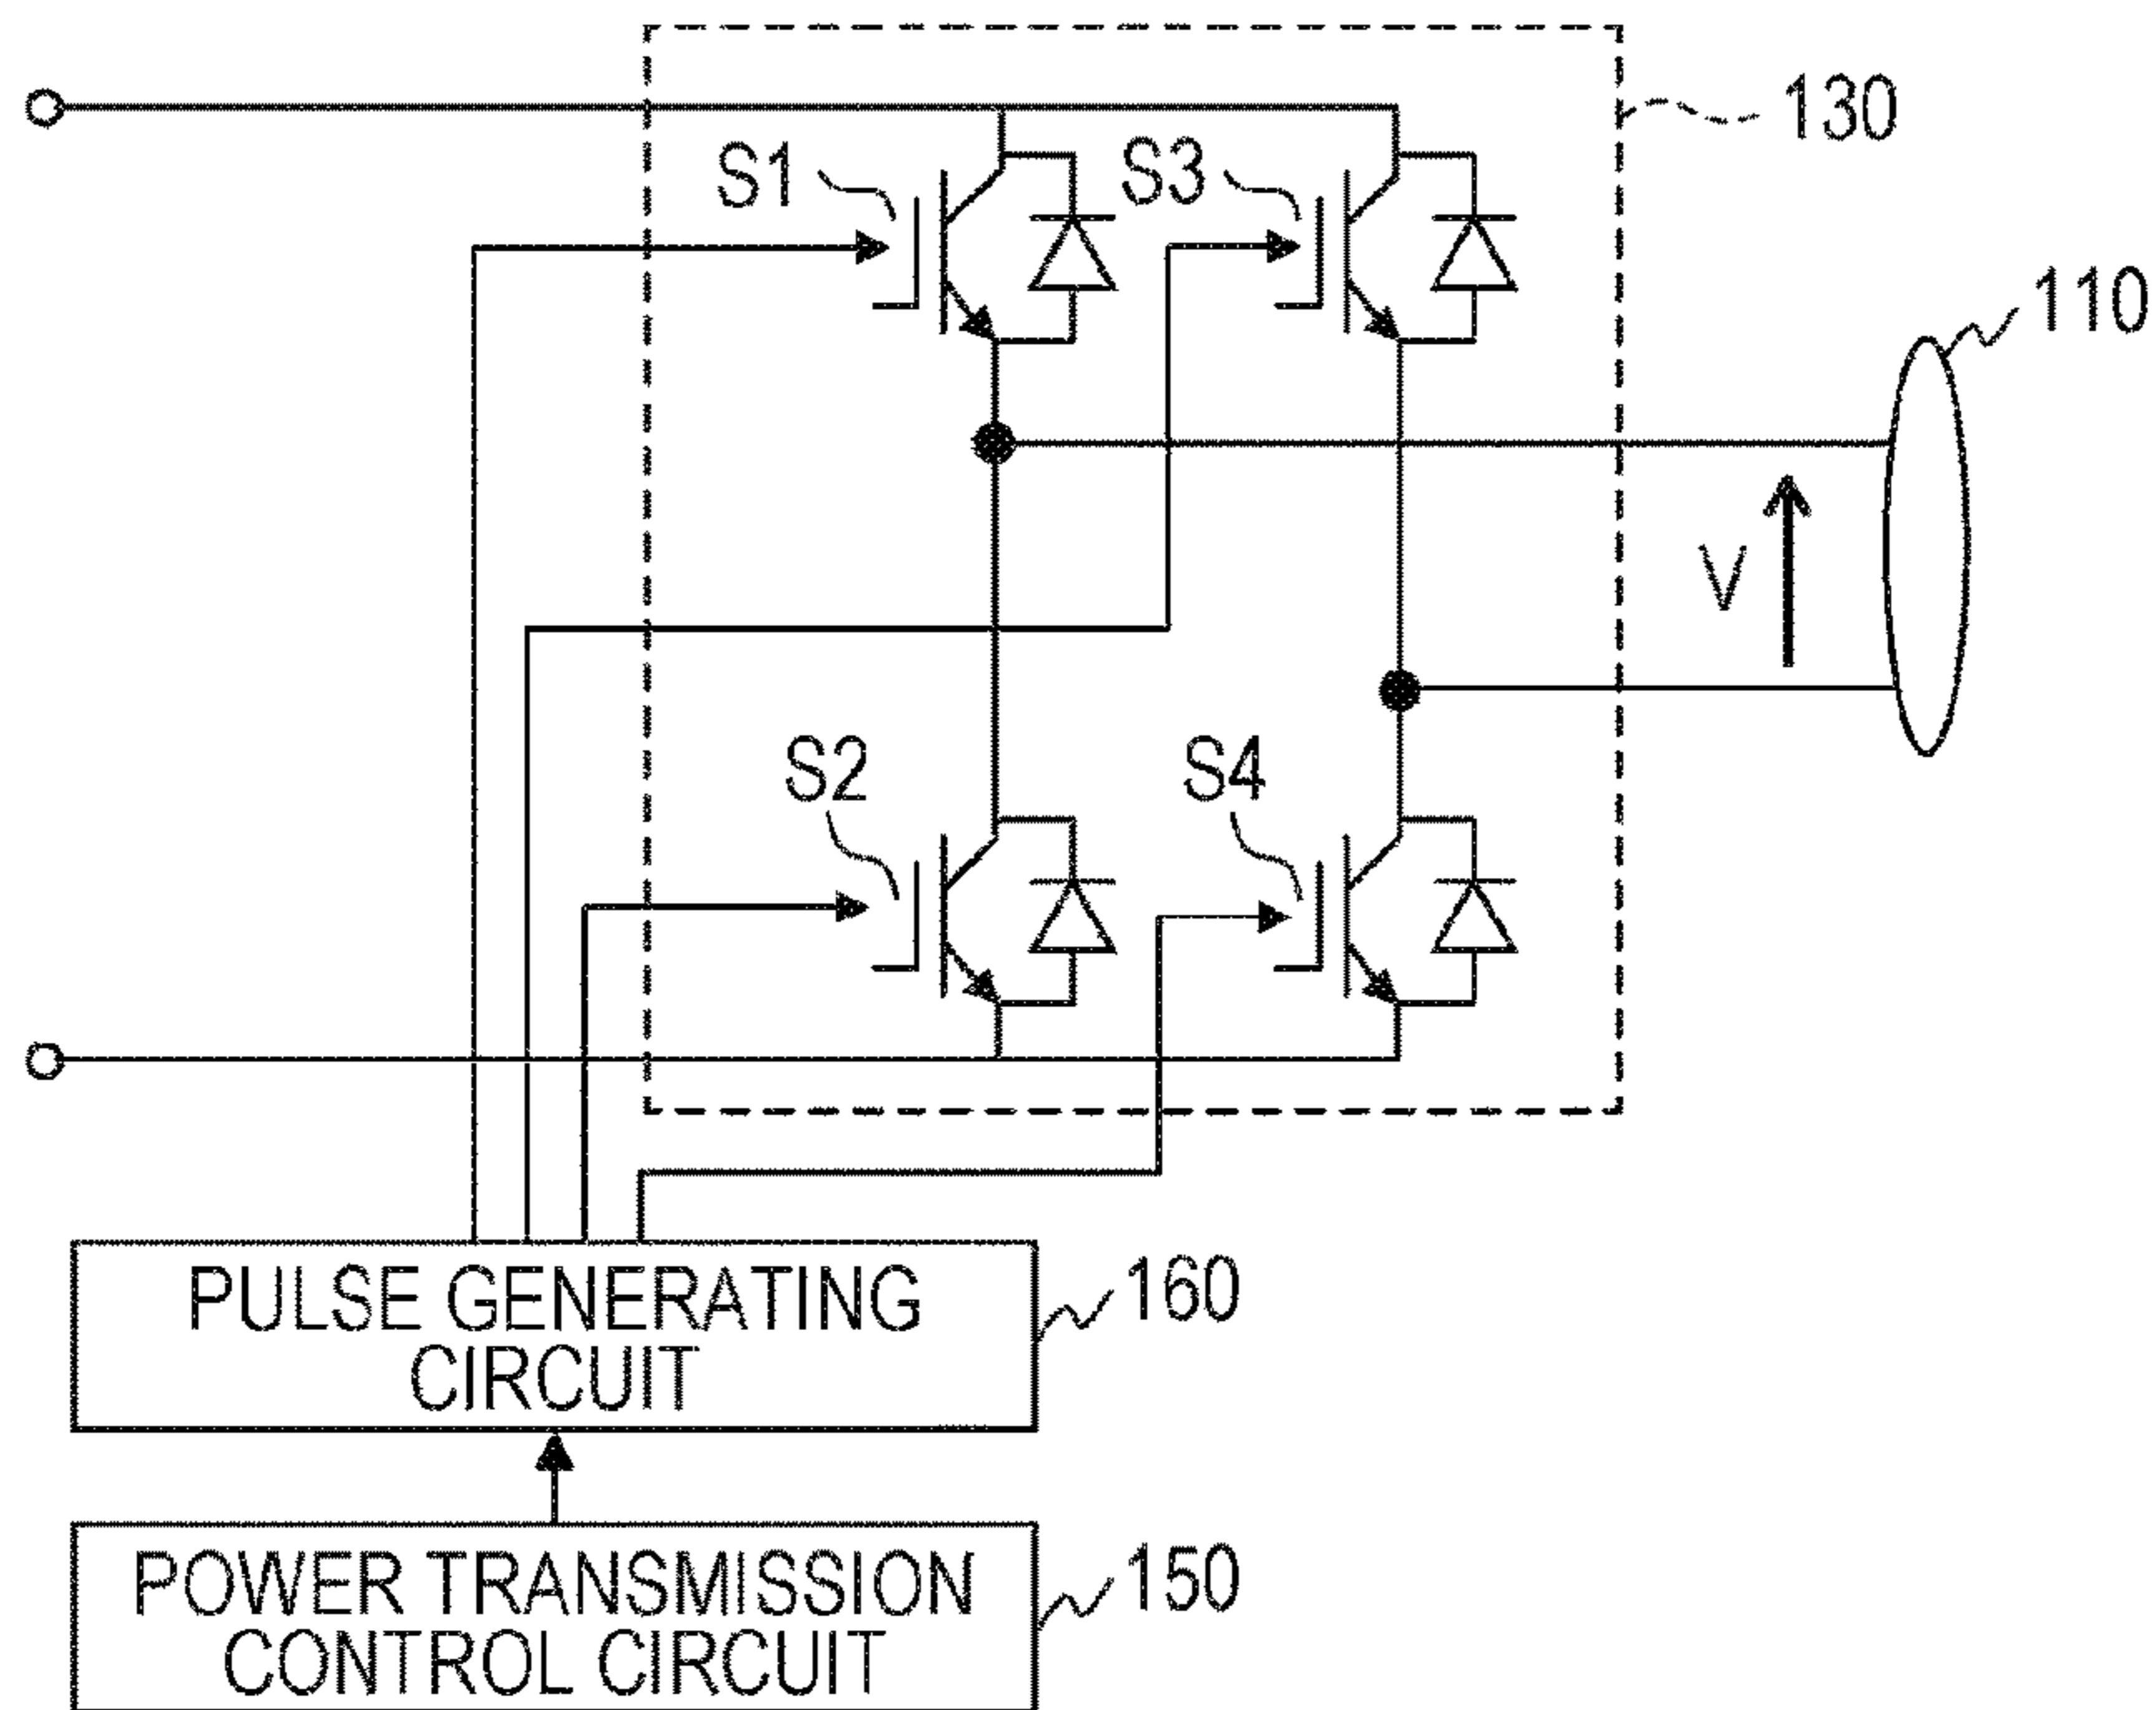 130
S1
S3
110
V
S2
S4
PULSE GENERATING
CIRCUIT
160
POWER TRANSMISSION
CONTROL CIRCUIT
150